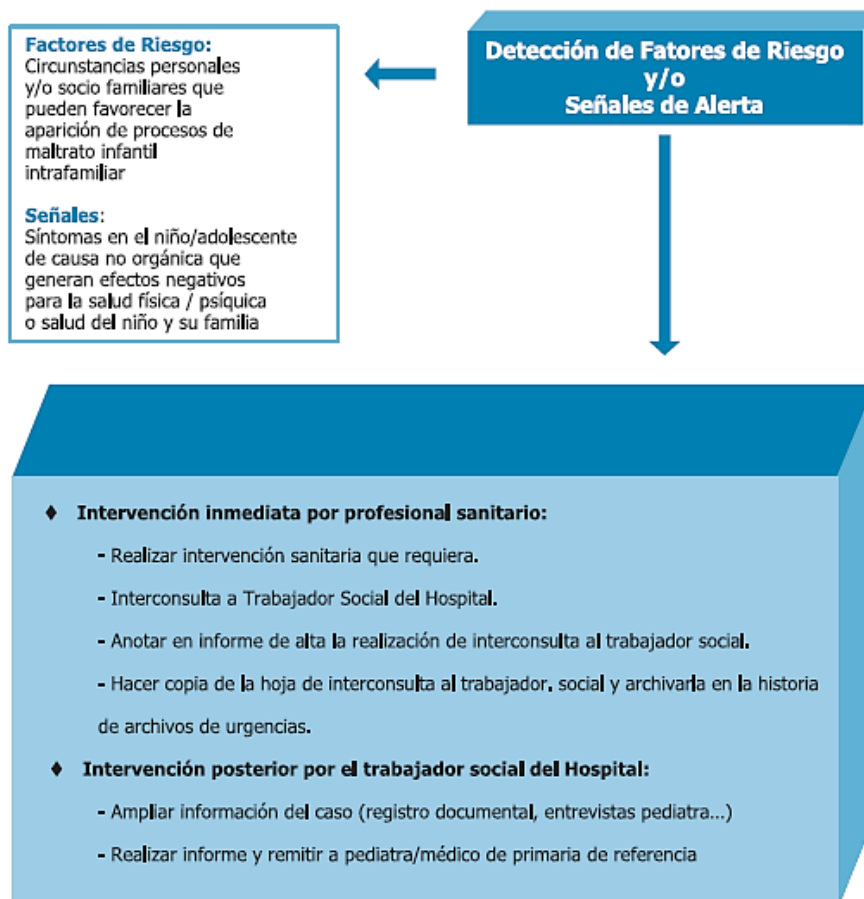 Detección de Fatores de Riesgo
y/o
Señales de Alerta
Factores de Riesgo:
Circunstancias personales
y/o socio familiares que
pueden favorecer la
aparición de procesos de
maltrato infantil
intrafamiliar
Señales:
Síntomas en el niño/adolescente
de causa no orgánica que
generan efectos negativos
para la salud física / psíquica
o salud del niño y su familia
♦ Intervención inmediata por profesional sanitario:
- Realizar intervención sanitaria que requiera.
- Interconsulta a Trabajador Social del Hospital.
- Anotar en informe de alta la realización de interconsulta al trabajador social.
- Hacer copia de la hoja de interconsulta al trabajador, social y archivarla en la historia
de archivos de urgencias.
♦ Intervención posterior por el trabajador social del Hospital:
- Ampliar información del caso (registro documental, entrevistas pediatra...)
- Realizar informe y remitir a pediatra/médico de primaria de referencia